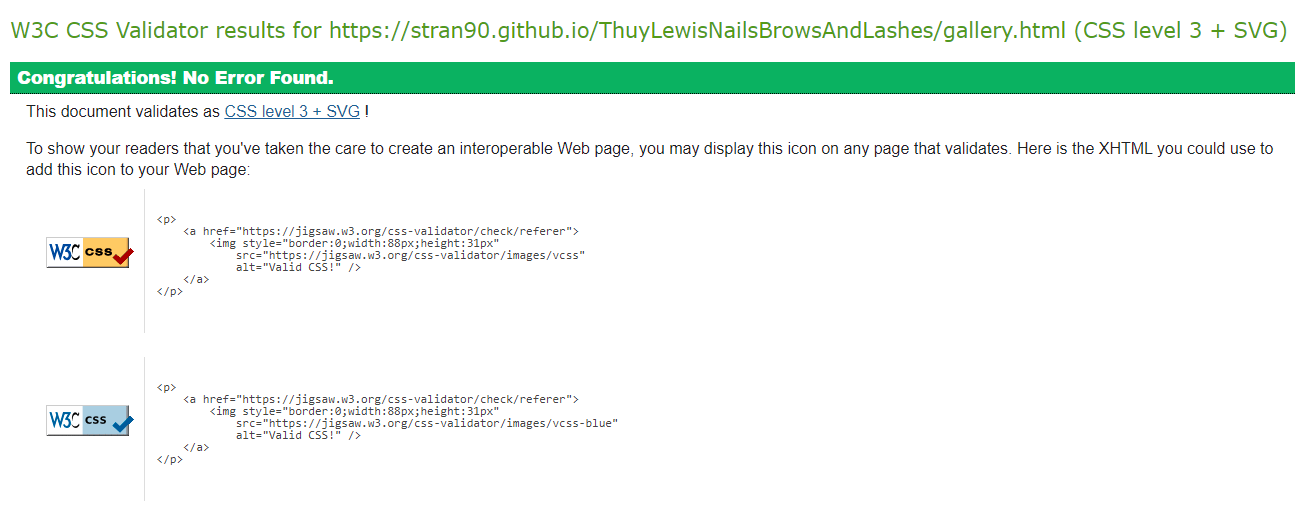 W3C CSS Validator results for https://stran90.github.io/ThuyLewisNailsBrowsAndLashes/gallery.html (CSS level 3 + SVG)
Congratulations! No Error Found.
This document validates as CSS level 3 + SVG !
To show your readers that you've taken the care to create an interoperable Web page, you may display this icon on any page that validates. Here is the XHTML you could use to
add this icon to your Web page:
<p>
<a href="https://jigsaw.w3.org/css-validator/check/referer">
<img style="border:0;width:88px;height:31px"
W3C css
src="https://jigsaw.w3.org/css-validator/images/vcss"
alt="Valid CSS!" />
</a>
</p>
<p>
<a href="https://jigsaw.w3.org/css-validator/check/referer">
<img style="border:0;width:88px;height:31px"
W3C css
src="https://jigsaw.w3.org/css-validator/images/vcss-blue"
alt="Valid CSS!" />
</a>
</p>